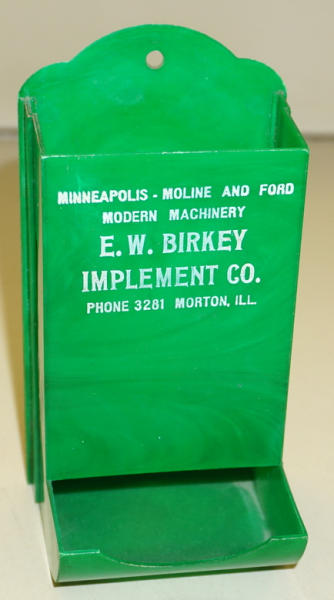 MINNEAPOLIS - MOLINE AND FORD
MODERN MACHINERY
E. W. BIRKEY
IMPLEMENT CO.
PHONE 3281 MORTON, ILL.